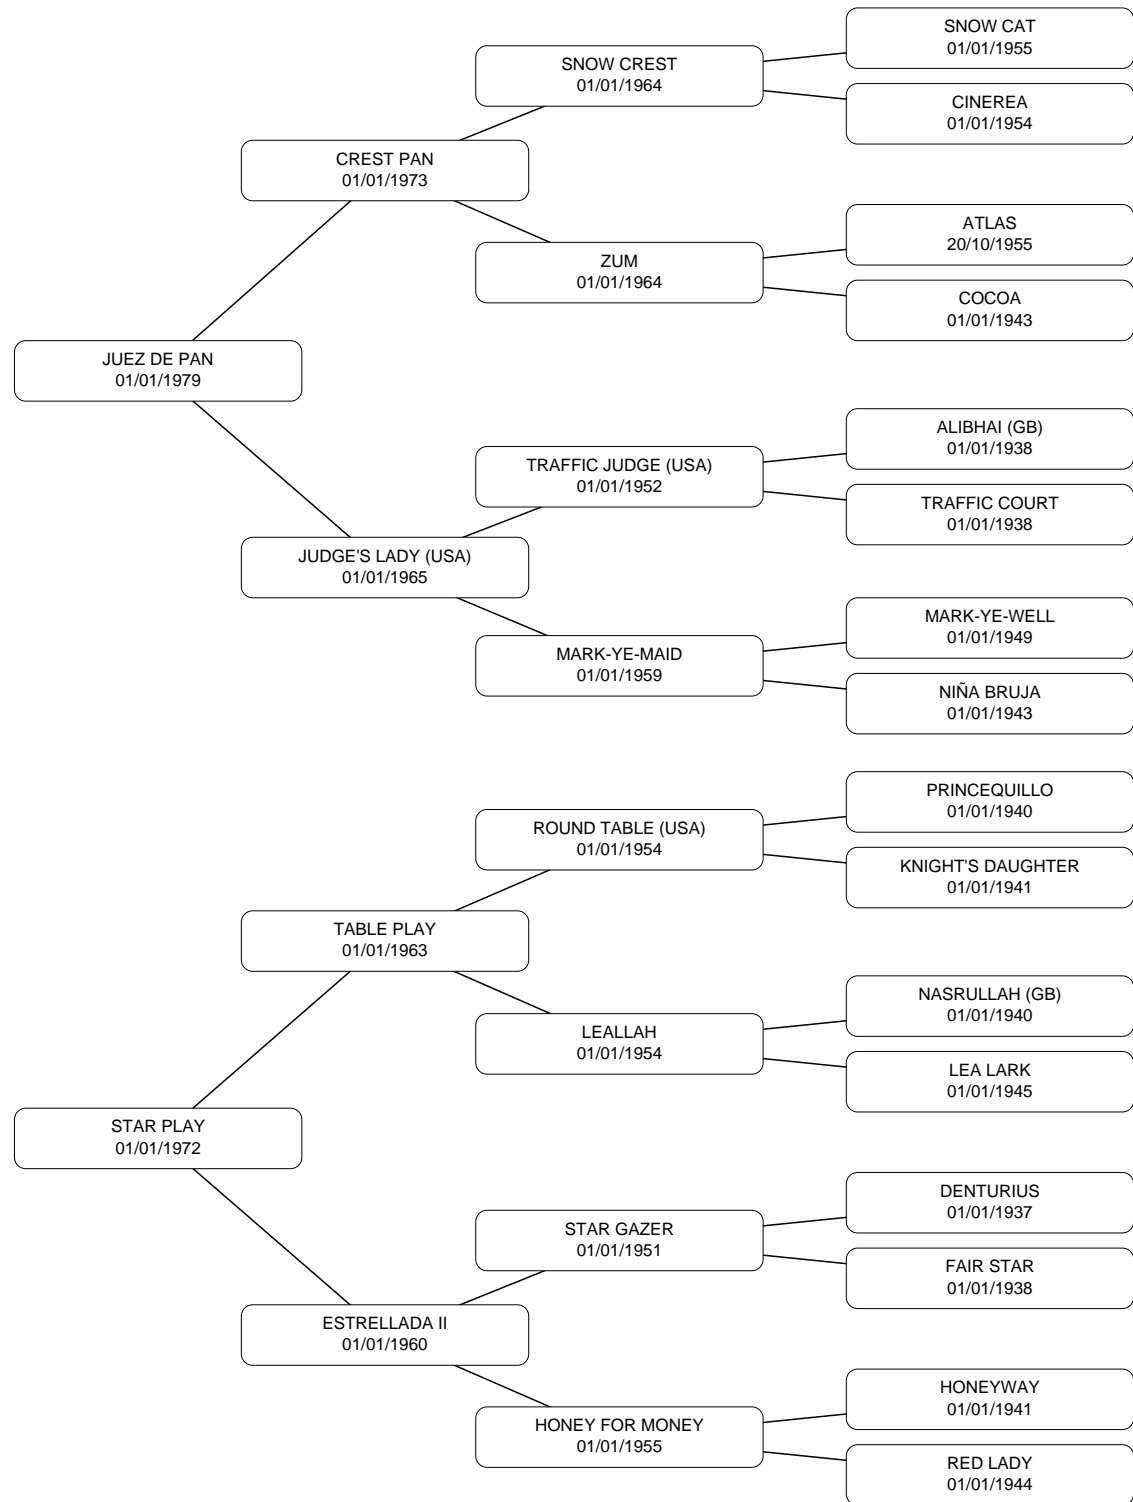 SNOW CAT
01/01/1955
SNOW CREST
01/01/1964
CINEREA
01/01/1954
CREST PAN
01/01/1973
ATLAS
20/10/1955
ZUM
01/01/1964
COCOA
01/01/1943
JUEZ DE PAN
01/01/1979
ALIBHAI (GB)
01/01/1938
TRAFFIC JUDGE (USA)
01/01/1952
TRAFFIC COURT
01/01/1938
JUDGE'S LADY (USA)
01/01/1965
MARK-YE-WELL
01/01/1949
MARK-YE-MAID
01/01/1959
NIÑA BRUJA
01/01/1943
PRINCEQUILLO
01/01/1940
ROUND TABLE (USA)
01/01/1954
KNIGHT'S DAUGHTER
01/01/1941
TABLE PLAY
01/01/1963
NASRULLAH (GB)
01/01/1940
LEALLAH
01/01/1954
LEA LARK
01/01/1945
STAR PLAY
01/01/1972
DENTURIUS
01/01/1937
STAR GAZER
01/01/1951
FAIR STAR
01/01/1938
ESTRELLADA II
01/01/1960
HONEYWAY
01/01/1941
HONEY FOR MONEY
01/01/1955
RED LADY
01/01/1944